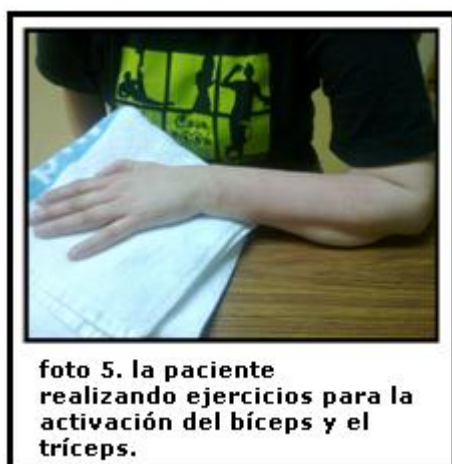 foto 5. la paciente
realizando ejercicios para la
activación del bíceps y el
tríceps.